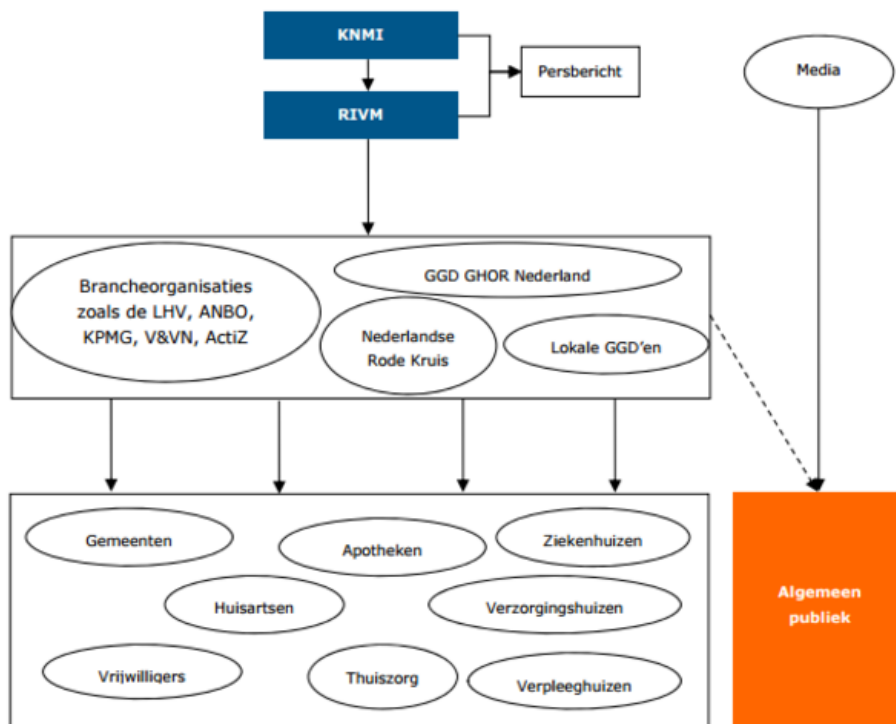 KNMI
Persbericht
Media
RIVM
Brancheorganisaties
zoals de LHV, ANBO,
KPMG, V&VN, ActiZ
GGD GHOR Nederland
Nederlandse
Rode Kruis
Lokale GGD'en
Gemeenten
Apotheken
Ziekenhuizen
Huisartsen
Verzorgingshuizen
Vrijwilligers
Thuiszorg
Verpleeghuizen
Algemeen
publiek